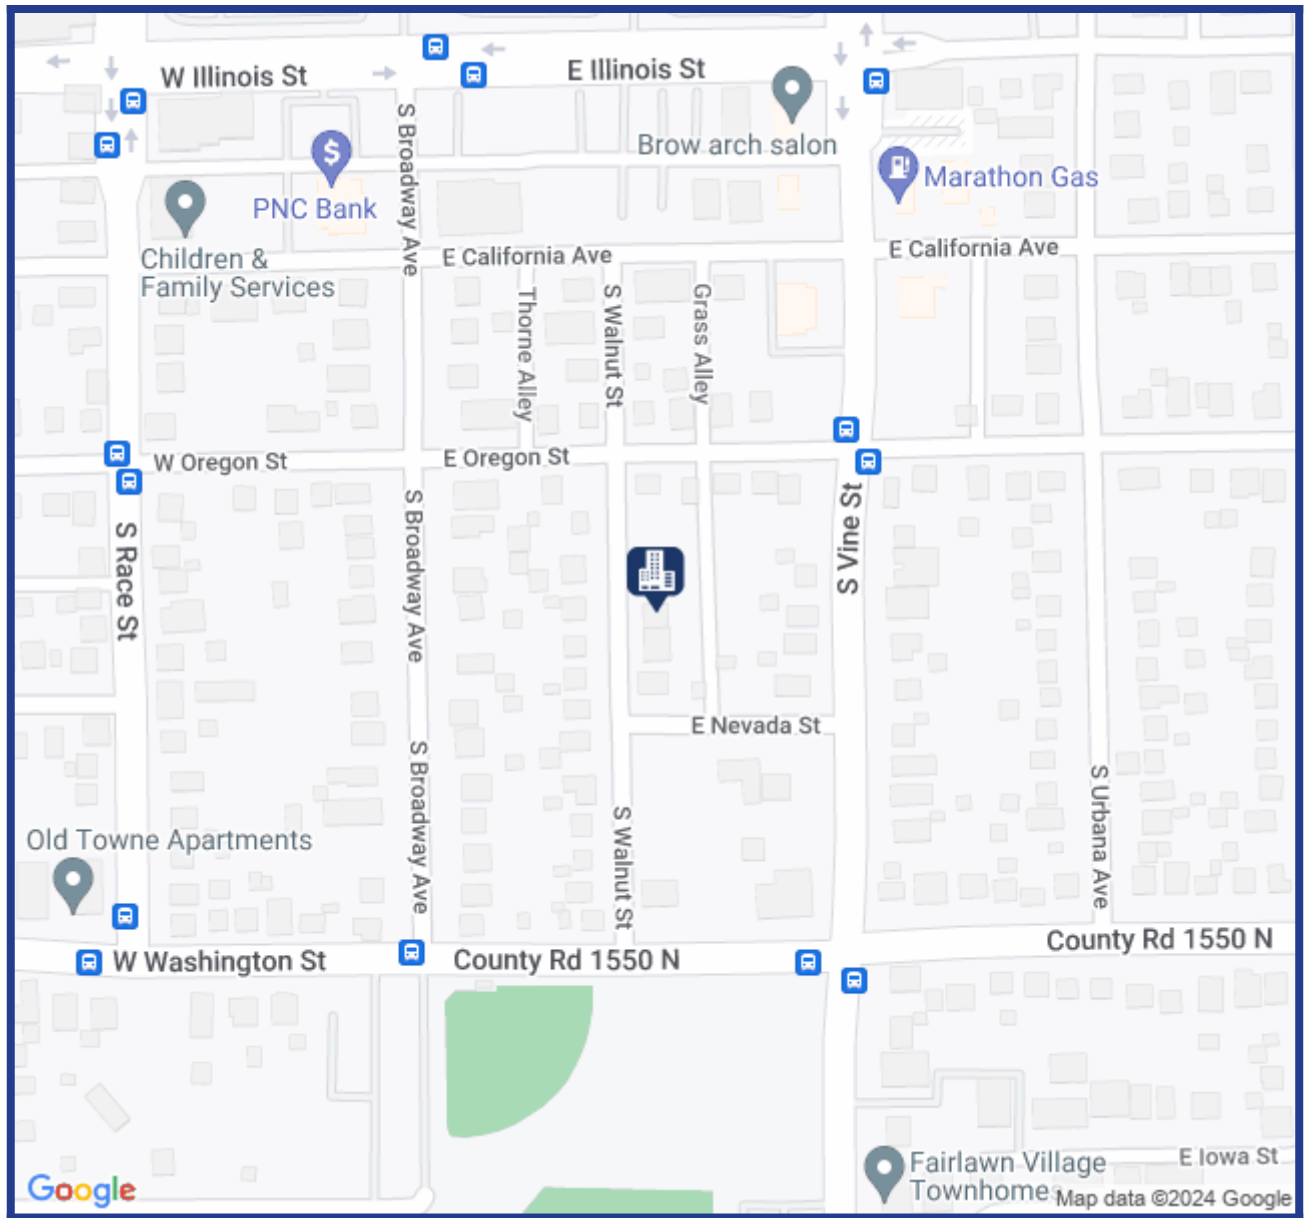 W Illinois St
E Illinois St
S Broadway Ave
Brow arch salon
$
PNC Bank
Marathon Gas
Children &
Family Services
E California Ave
E California Ave
Thorne Alley
S Walnut St
Grass Alley
W Oregon St
E Oregon St
S Race St
S Broadway Ave
S Vine St
E Nevada St
S Broadway Ave
S Walnut St
S Urbana Ave
Old Towne Apartments
W Washington St
County Rd 1550 N
County Rd 1550 N
Fairlawn Village
Townhomes
E Iowa St
Google
Map data ©2024 Google